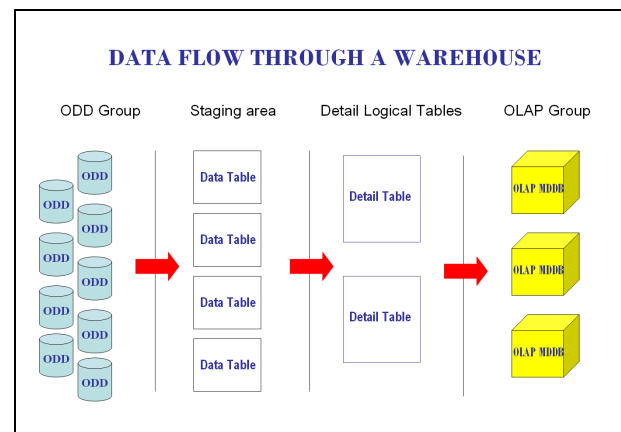 DATA FLOW THROUGH A WAREHOUSE
ODD Group
Staging area
Detail Logical Tables
OLAP Group
ODD
ODD
ODD
ODD
ODD
ODD
ODD
ODD
ODD
Data Table
Data Table
Data Table
Data Table
Detail Table
Detail Table
OLAP MDDB
OLAP MDDB
OLAP MDDB